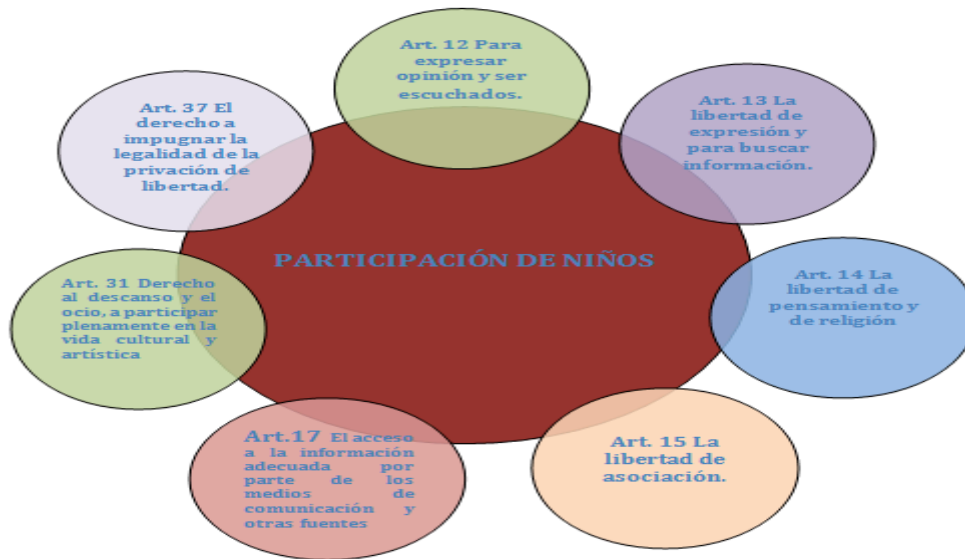 Art. 12 Para
expresar
opinión y ser
escuchados.
Art. 13 La
libertad de
expresión y
para buscar
información.
Art. 37 El
derecho a
impugnar la
legalidad de la
privación de
libertad.
PARTICIPACIÓN DE NIÑOS
Art. 14 La
libertad de
pensamiento y
de religión
Art. 31 Derecho
al descanso y el
ocio, a participar
plenamente en la
vida cultural y
artística
Art.17 El acceso
a la información
adecuada por
parte de los
medios de
comunicación y
otras fuentes
Art. 15 La
libertad de
asociación.